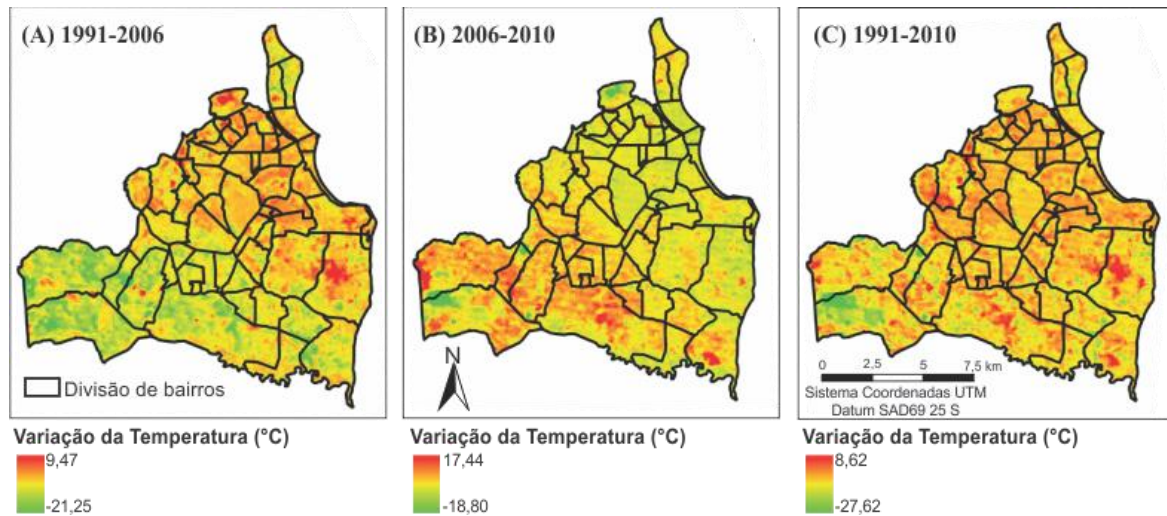 (A) 1991-2006
(B) 2006-2010
(C) 1991-2010
Divisão de bairros
N
0 2,5 5 7,5 km
Sistema Coordenadas UTM
Datum SAD69 25 S
Variação da Temperatura (°C)
9,47
-21,25
Variação da Temperatura (°C)
17,44
-18,80
Variação da Temperatura (°C)
8,62
-27,62